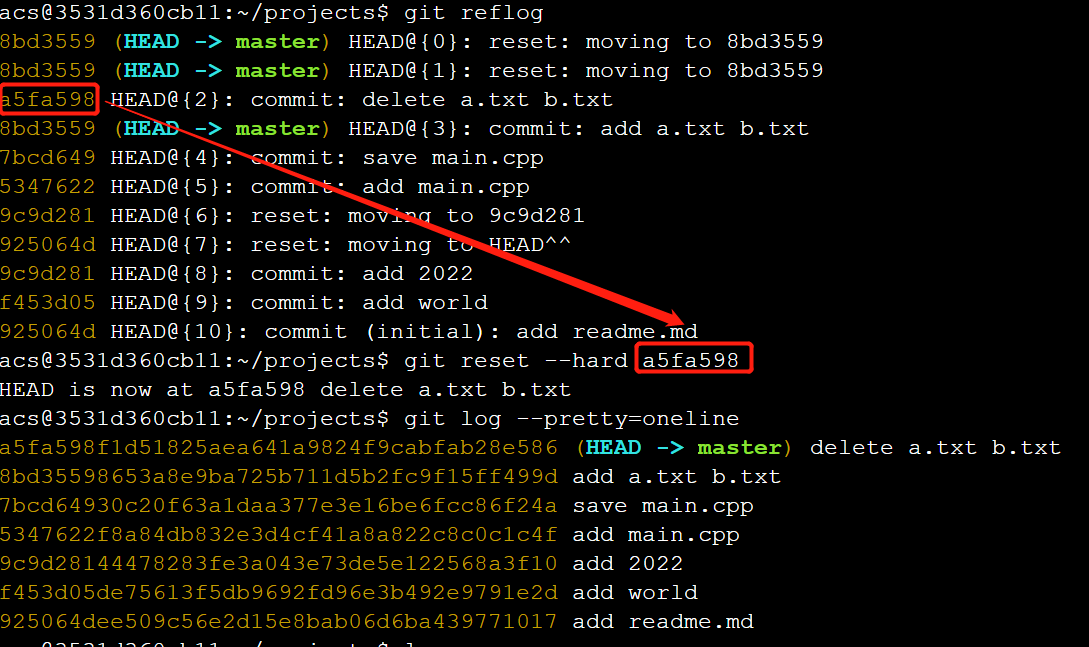 acs@3531d360cb11:~/projects$ git reflog
8bd3559 (HEAD -> master) HEAD@{0}: reset: moving to 8bd3559
8bd3559 (HEAD -> master) HEAD@{1}: reset: moving to 8bd3559
a5fa598 HEAD@{2}: commit: delete a.txt b.txt
8bd3559 (HEAD -> master) HEAD@{3}: commit: add a.txt b.txt
7bcd649 HEAD@{4}: commit: save main.cpp
5347622 HEAD@{5}: commit: add main.cpp
9c9d281 HEAD@{6}: reset: moving to 9c9d281
925064d HEAD@{7}: reset: moving to HEAD^^
9c9d281 HEAD@{8}: commit: add 2022
f453d05 HEAD@{9}: commit: add world
925064d HEAD@{10}: commit (initial): add readme.md
acs@3531d360cb11:~/projects$ git reset --hard a5fa598
HEAD is now at a5fa598 delete a.txt b.txt
acs@3531d360cb11:~/projects$ git log --pretty=oneline
a5fa598f1d51825aea641a9824f9cabfab28e586 (HEAD -> master) delete a.txt b.txt
8bd35598653a8e9ba725b711d5b2fc9f15ff499d add a.txt b.txt
7bcd64930c20f63a1daa377e3e16be6fcc86f24a save main.cpp
5347622f8a84db832e3d4cf41a8a822c8c0c1c4f add main.cpp
9c9d28144478283fe3a043e73de5e122568a3f10 add 2022
f453d05de75613f5db9692fd96e3b492e9791e2d add world
925064dee509c56e2d15e8bab06d6ba439771017 add readme.md